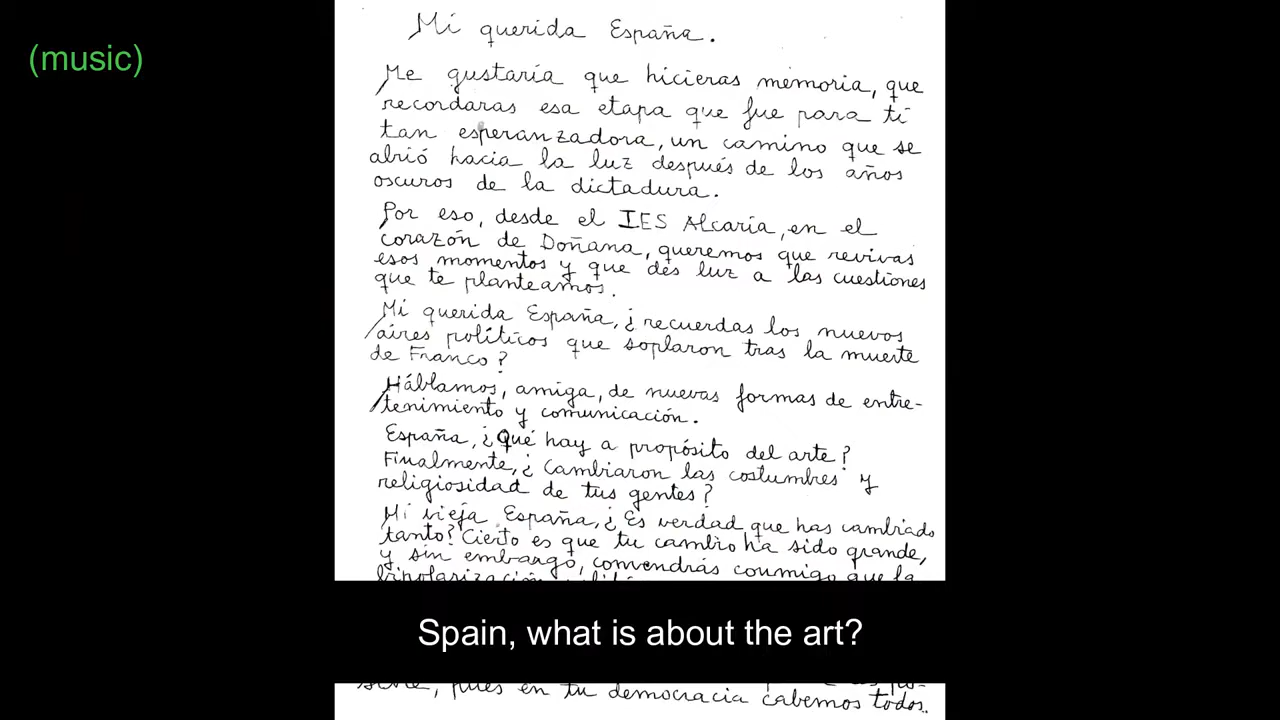 (music)
Mi querida España.
Me gustaría que hicieras memoria, que
recordaras esa etapa que fue para ti
tan esperanzadora, un camino que se
abrió hacia la luz después de los años
oscuros de la dictadura.
Por eso, desde el IES Alcaria, en el
corazón de Doñana, queremos que revivas
esos momentos y que des luz a las cuestiones
que te planteamos.
Mi querida España, ¿recuerdas los nuevos
aires políticos que soplaron tras la muerte
de Franco?
Háblamos, amiga, de nuevas formas de entre-
tenimiento y comunicación.
España, ¿Qué hay a propósito del arte?
Finalmente, ¿Cambiaron las costumbres y
religiosidad de tus gentes?
Mi vieja España, ¿Es verdad que has cambiado
tanto? Cierto es que tu cambio ha sido grande,
y sin embargo, convendrás conmigo que la
bipolarización
Spain, what is about the art?
pues en tu democracia cabemos todos.